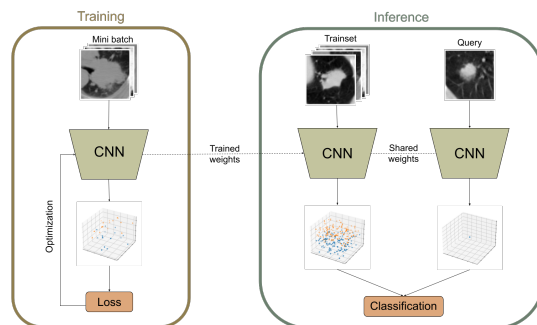 Training
Inference
Mini batch
Trainset
Query
CNN
Trained
weights
CNN
Shared
weights
CNN
Optimization
Loss
Classification